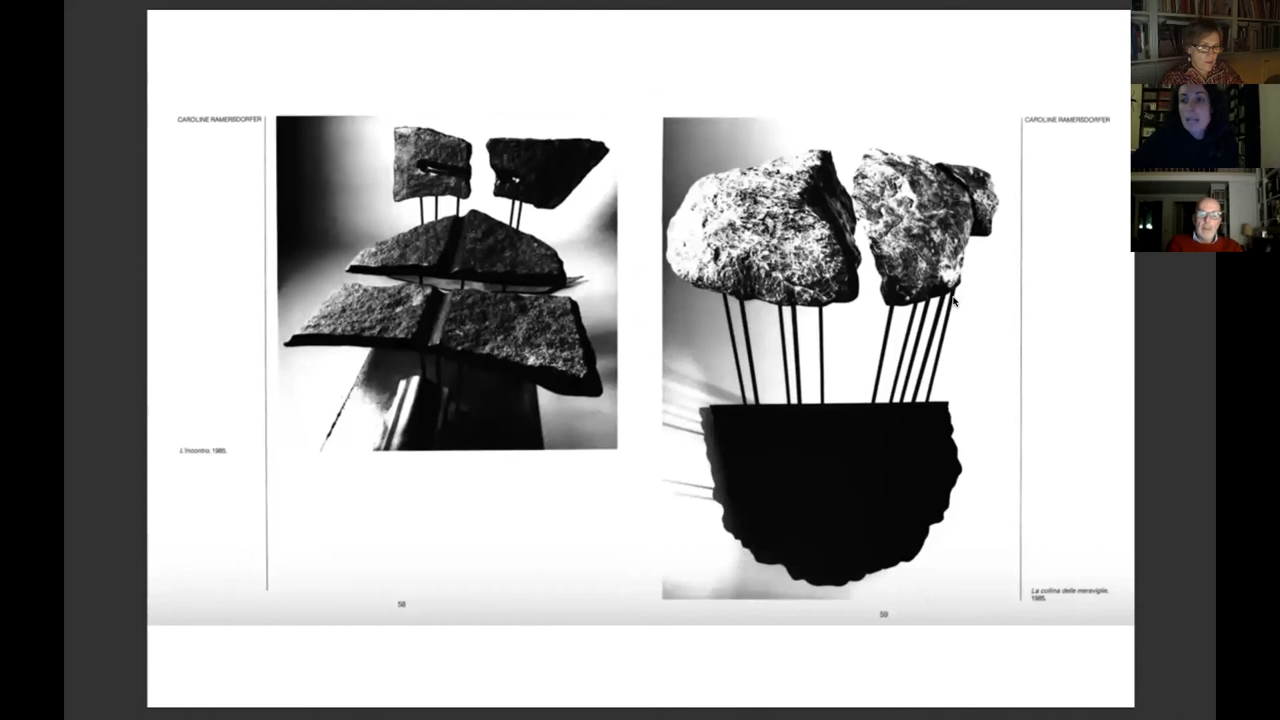 CAROLINE RAMERSDORFER
L'incontro, 1985.
58
CAROLINE RAMERSDORFER
La collina delle meraviglie,
1985.
59